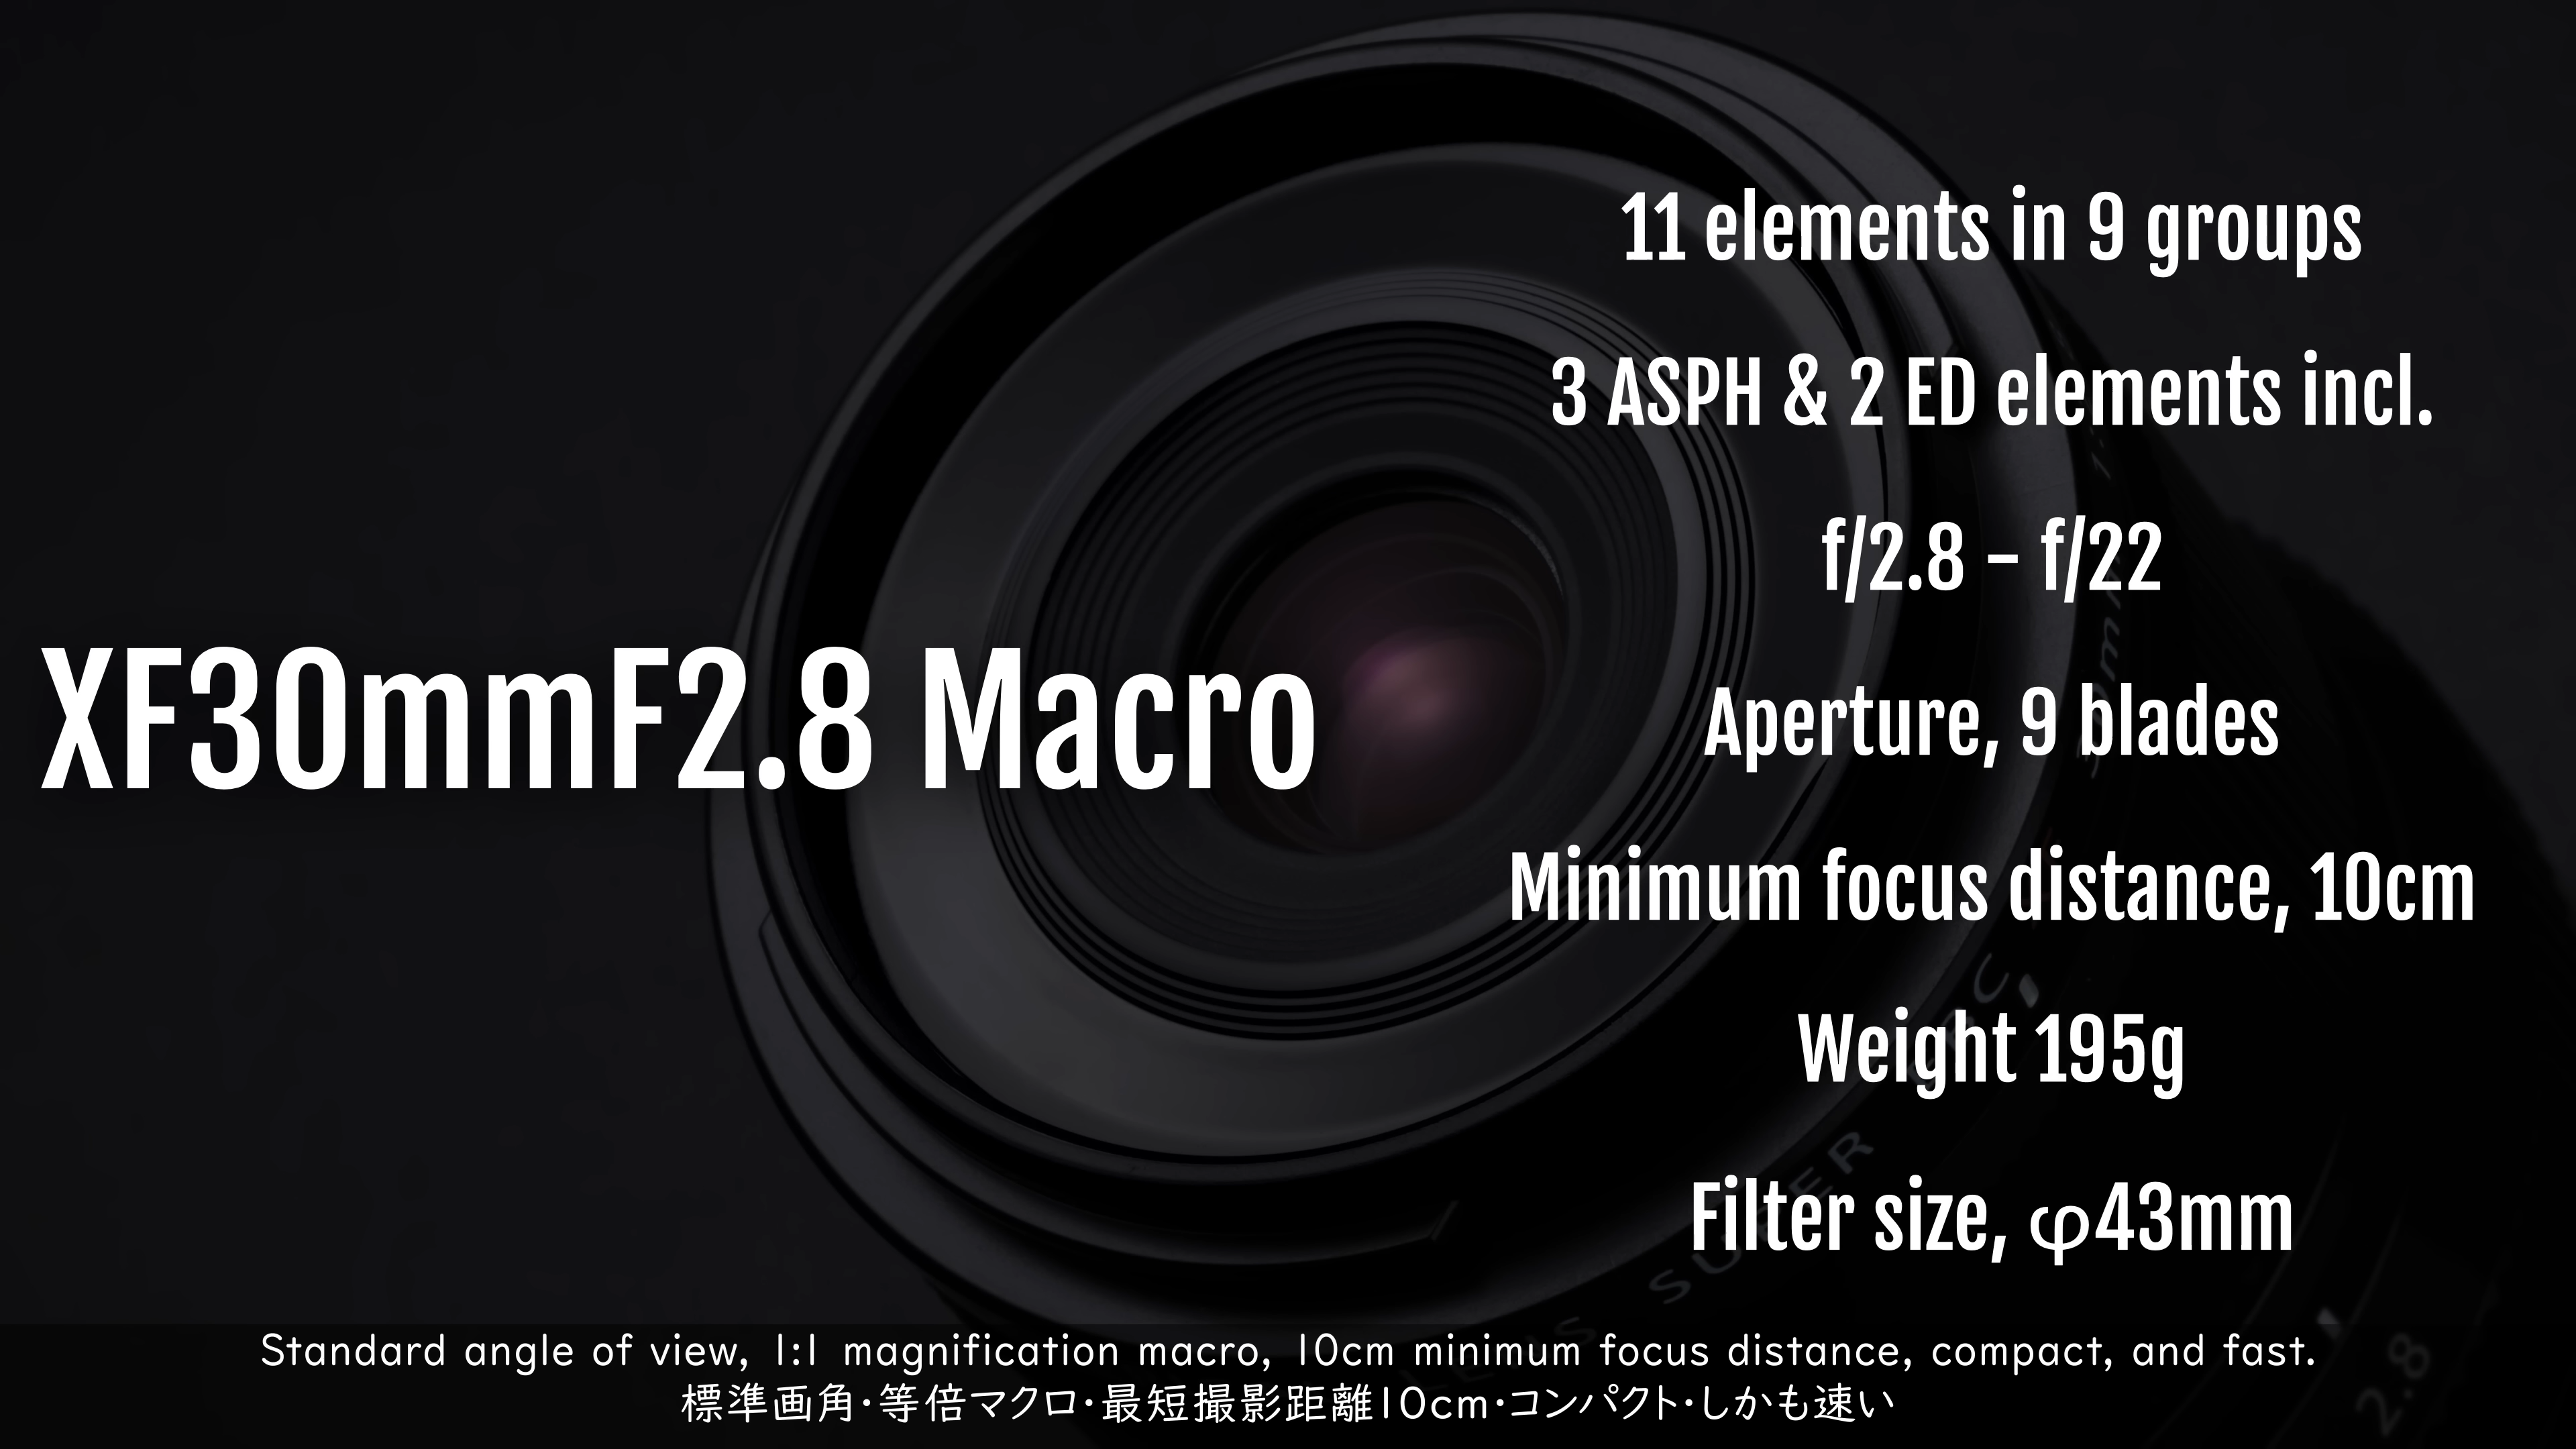 XF30mmF2.8 Macro
11 elements in 9 groups
3 ASPH & 2 ED elements incl.
f/2.8 - f/22
Aperture, 9 blades
Minimum focus distance, 10cm
Weight 195g
Filter size, φ43mm
SUPER
2.8
Standard angle of view, 1:1 magnification macro, 10cm minimum focus distance, compact, and fast.
標準画角・等倍マクロ・最短撮影距離10cm・コンパクト・しかも速い